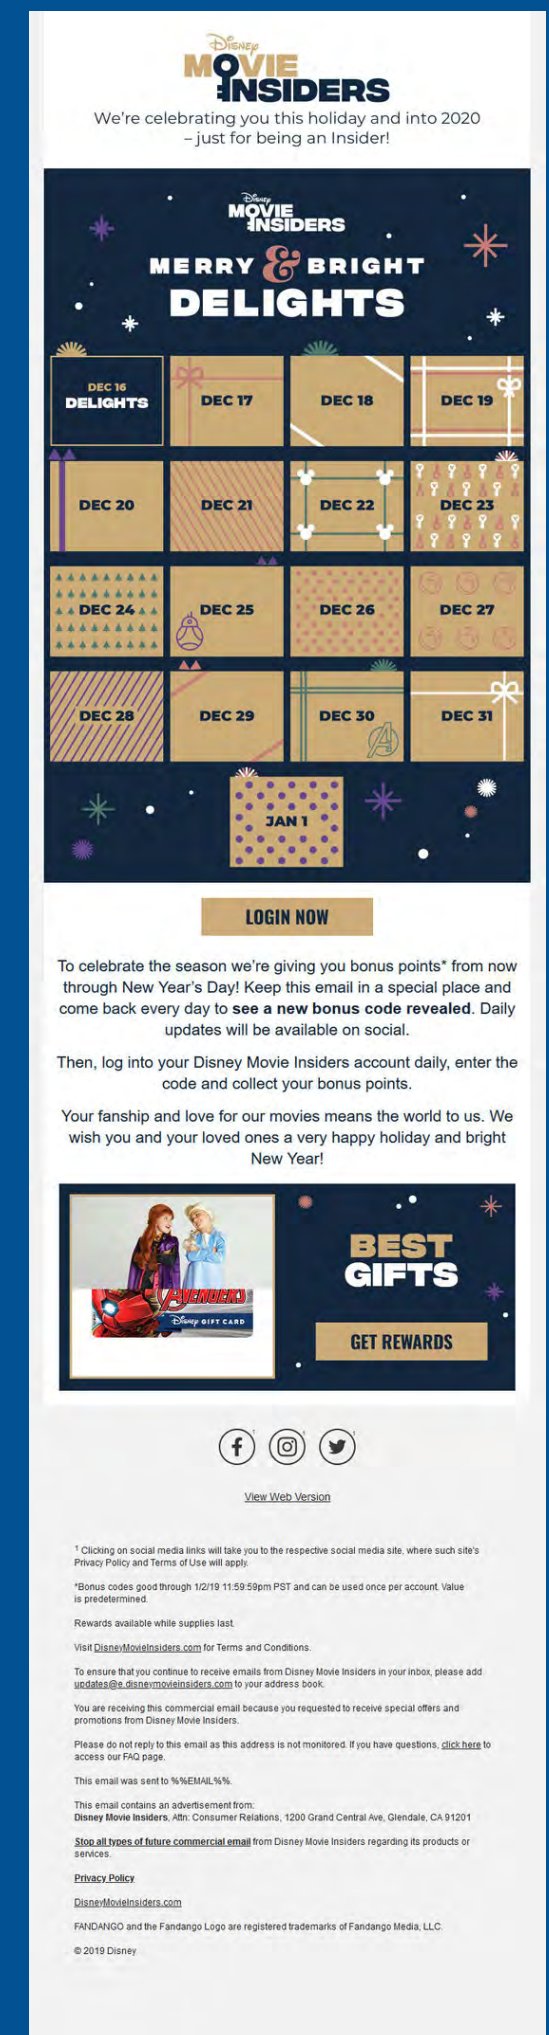 Disney
MOVIE
INSIDERS
We're celebrating you this holiday and into 2020
– just for being an Insider!
Disney
MOVIE
INSIDERS
MERRY & BRIGHT
DELIGHTS
DEC 16
DELIGHTS
DEC 17
DEC 18
DEC 19
DEC 20
DEC 21
DEC 22
DEC 23
DEC 24
DEC 25
DEC 26
DEC 27
DEC 28
DEC 29
DEC 30
DEC 31
JAN 1
LOGIN NOW
To celebrate the season we're giving you bonus points* from now
through New Year's Day! Keep this email in a special place and
come back every day to see a new bonus code revealed. Daily
updates will be available on social.
Then, log into your Disney Movie Insiders account daily, enter the
code and collect your bonus points.
Your fanship and love for our movies means the world to us. We
wish you and your loved ones a very happy holiday and bright
New Year!
AVENGERS
Disney GIFT CARD
BEST
GIFTS
GET REWARDS
1 1 1
View Web Version
1 Clicking on social media links will take you to the respective social media site, where such site's
Privacy Policy and Terms of Use will apply.
*Bonus codes good through 1/2/19 11:59:59pm PST and can be used once per account. Value
is predetermined.
Rewards available while supplies last.
Visit DisneyMovieInsiders.com for Terms and Conditions.
To ensure that you continue to receive emails from Disney Movie Insiders in your inbox, please add
updates@e.disneymovieinsiders.com to your address book.
You are receiving this commercial email because you requested to receive special offers and
promotions from Disney Movie Insiders.
Please do not reply to this email as this address is not monitored. If you have questions, click here to
access our FAQ page.
This email was sent to %%EMAIL%%.
This email contains an advertisement from:
Disney Movie Insiders, Attn: Consumer Relations, 1200 Grand Central Ave, Glendale, CA 91201
Stop all types of future commercial email from Disney Movie Insiders regarding its products or
services.
Privacy Policy
DisneyMovieInsiders.com
FANDANGO and the Fandango Logo are registered trademarks of Fandango Media, LLC.
© 2019 Disney